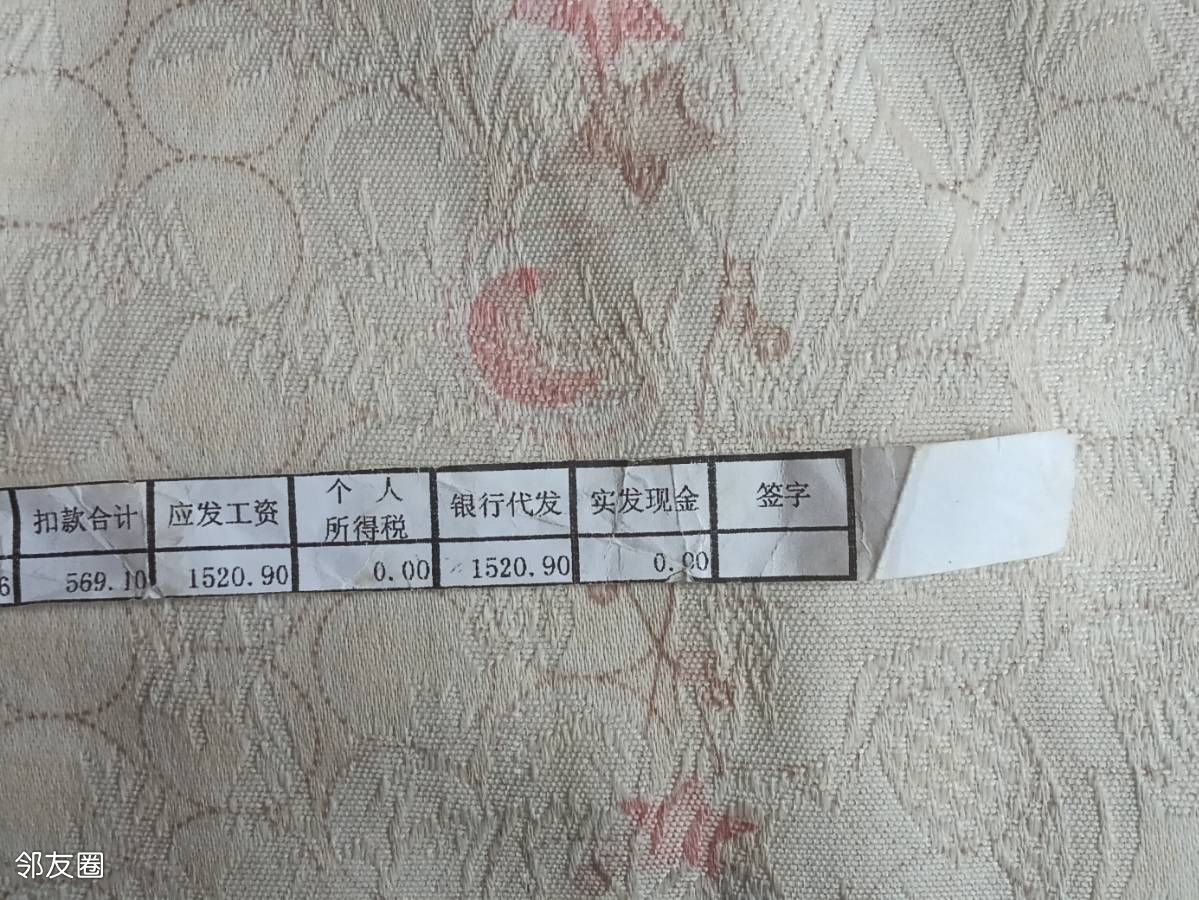 扣款合计 应发工资 个人所得税 银行代发 实发现金 签字
6 569.10 1520.90 0.00 1520.90 0.00
邻友圈